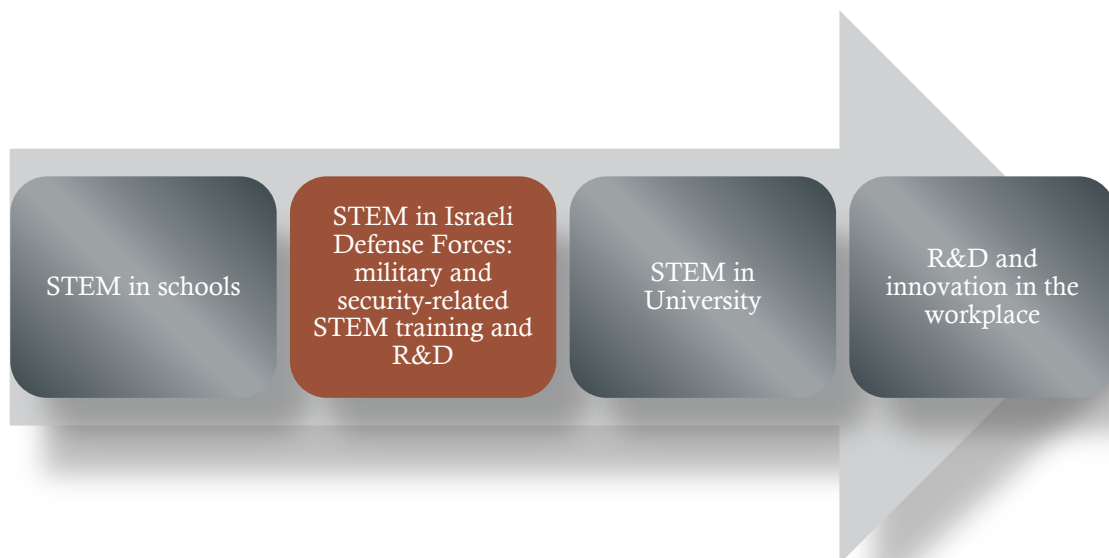 STEM in schools
STEM in Israeli
Defense Forces:
military and
security-related
STEM training and
R&D
STEM in
University
R&D and
innovation in the
workplace